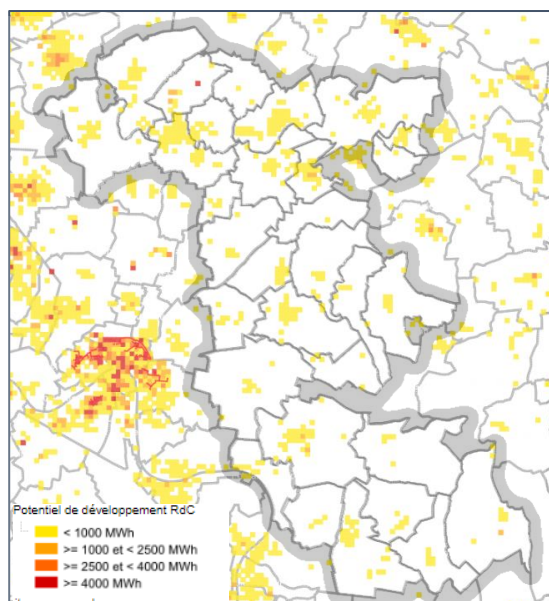 Potentiel de développement RdC
< 1000 MWh
>= 1000 et < 2500 MWh
>= 2500 et < 4000 MWh
>= 4000 MWh